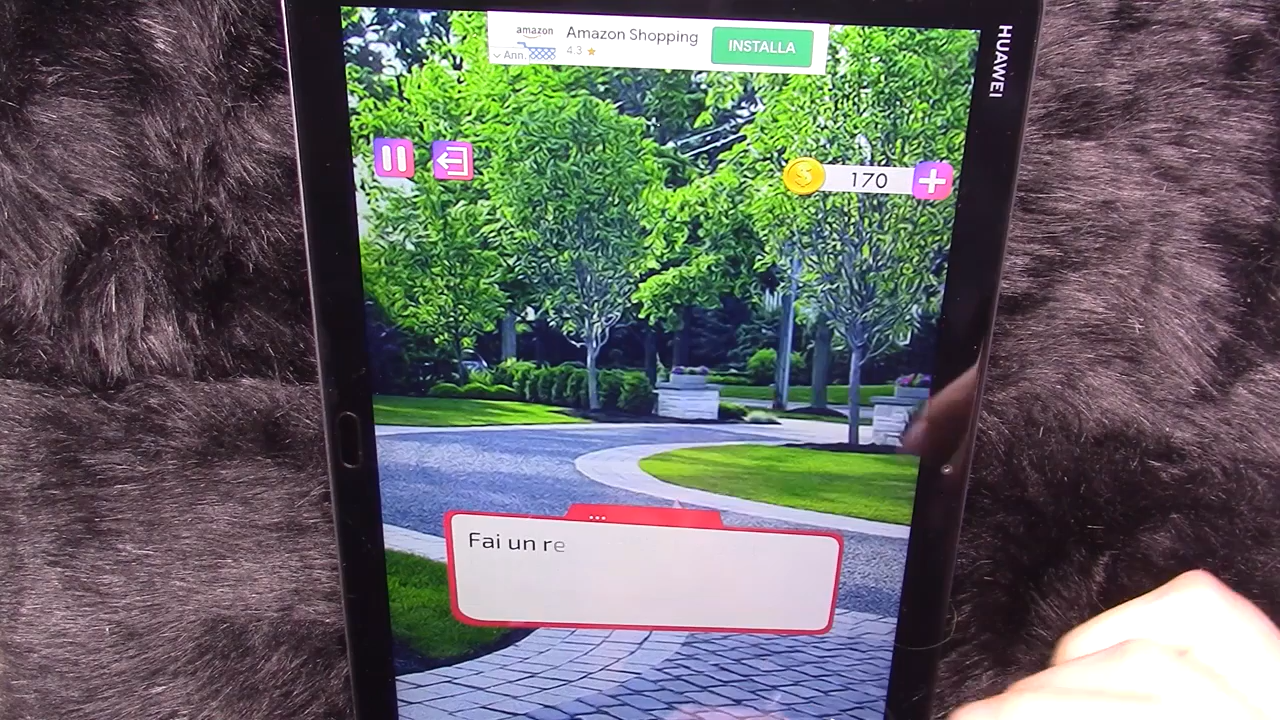 amazon
Amazon Shopping
4.3
Ann.
INSTALLA
HUAWEI
170
...
Fai un re